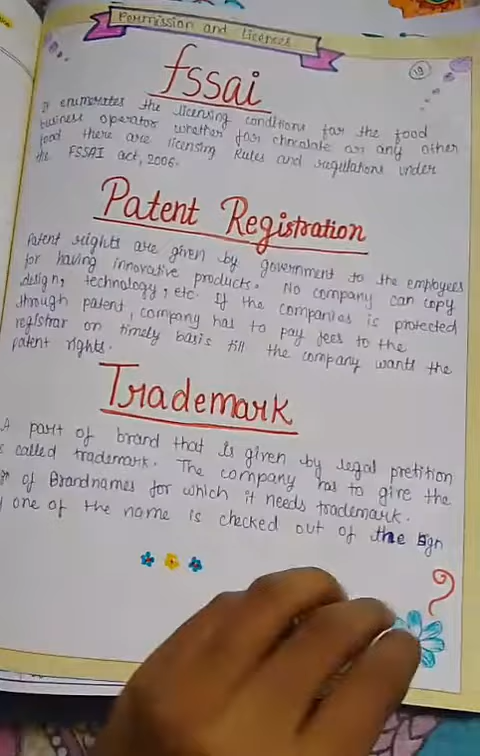 Permission and Licences
13
fssai
It enumerates the licensing conditions for the food
business operator whether for chocolate or any other
food there are licensing Rules and regulations under
the FSSAI act, 2006.
Patent Registration
Patent rights are given by government to the employees
for having innovative products. No company can copy
design, technology, etc. If the companies is protected
through patent, company has to pay fees to the
registrar on timely basis till the company wants the
patent rights.
Trademark
A part of brand that is given by legal pretition
is called trademark. The company has to give the
of Brandnames for which it needs trademark.
one of the name is checked out of the